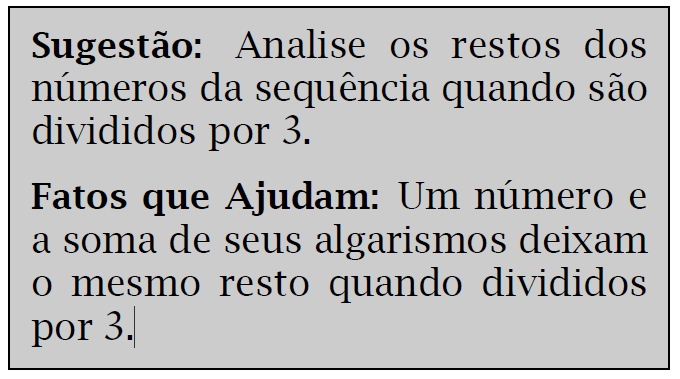 Sugestão: Analise os restos dos
números da sequência quando são
divididos por 3.
Fatos que Ajudam: Um número e
a soma de seus algarismos deixam
o mesmo resto quando divididos
por 3.